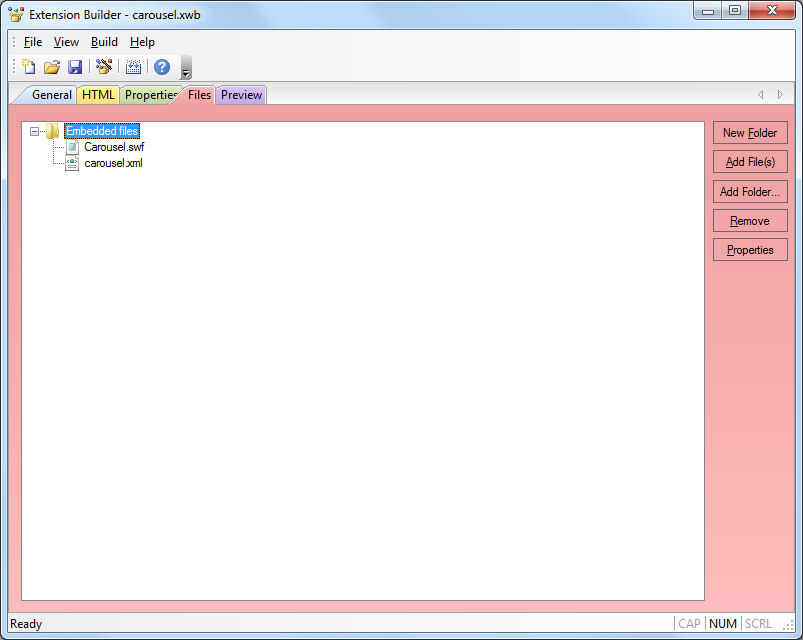 Extension Builder - carousel.xwb
File View Build Help
General HTML Properties Files Preview
Embedded files
Carousel.swf
carousel.xml
New Folder
Add File(s)
Add Folder...
Remove
Properties
Ready CAP NUM SCRL